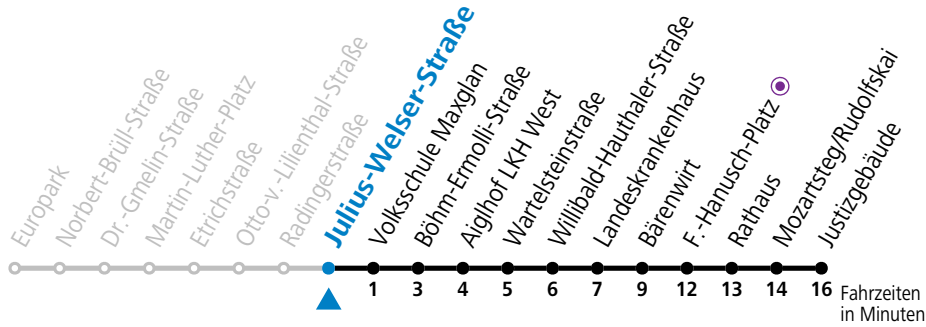 Europark
Norbert-Brüll-Straße
Dr.-Gmelin-Straße
Martin-Luther-Platz
Etrichstraße
Otto-v.-Lilienthal-Straße
Radingerstraße
Julius-Welser-Straße
Volksschule Maxglan
Böhm-Ermolli-Straße
Aiglhof LKH West
Wartelsteinstraße
Willibald-Hauthaler-Straße
Landeskrankenhaus
Bärenwirt
F.-Hanusch-Platz
Rathaus
Mozartsteg/Rudolfskai
Justizgebäude
1 3 4 5 6 7 9 12 13 14 16
Fahrzeiten
in Minuten